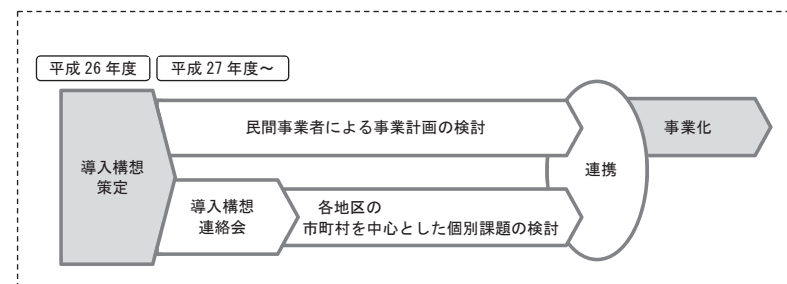 平成 26 年度
平成 27 年度~
導入構想
策定
民間事業者による事業計画の検討
導入構想
連絡会
各地区の
市町村を中心とした個別課題の検討
連携
事業化